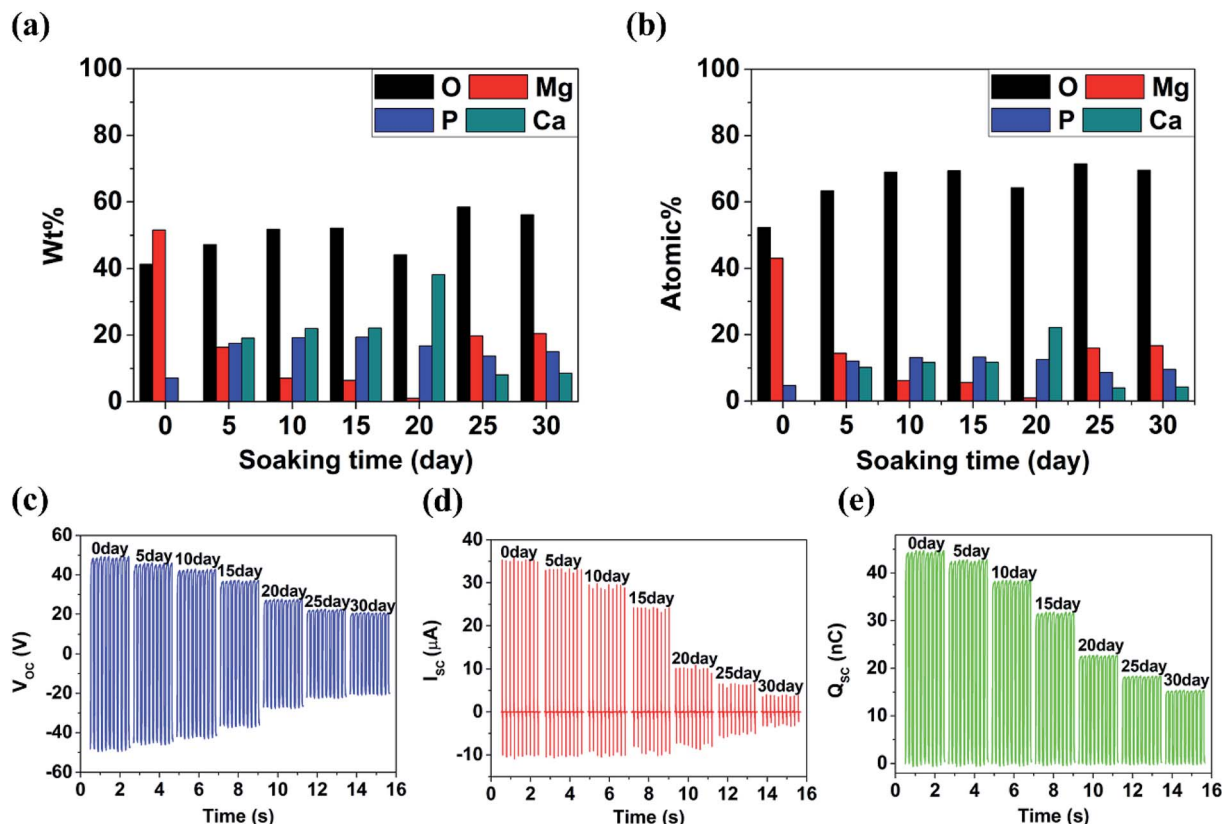 (a)
100
80
60
40
20
0
Wt%
O Mg
P Ca
0 5 10 15 20 25 30
Soaking time (day)
(b)
100
80
60
40
20
0
Atomic%
O Mg
P Ca
0 5 10 15 20 25 30
Soaking time (day)
(c)
60
40
20
0
-20
-40
-60
V_OC (V)
0day 5day 10day 15day 20day 25day 30day
0 2 4 6 8 10 12 14 16
Time (s)
(d)
40
30
20
10
0
-10
I_SC (μA)
0day 5day 10day 15day 20day 25day 30day
0 2 4 6 8 10 12 14 16
Time (s)
(e)
45
30
15
0
Q_SC (nC)
0day 5day 10day 15day 20day 25day 30day
0 2 4 6 8 10 12 14 16
Time (s)